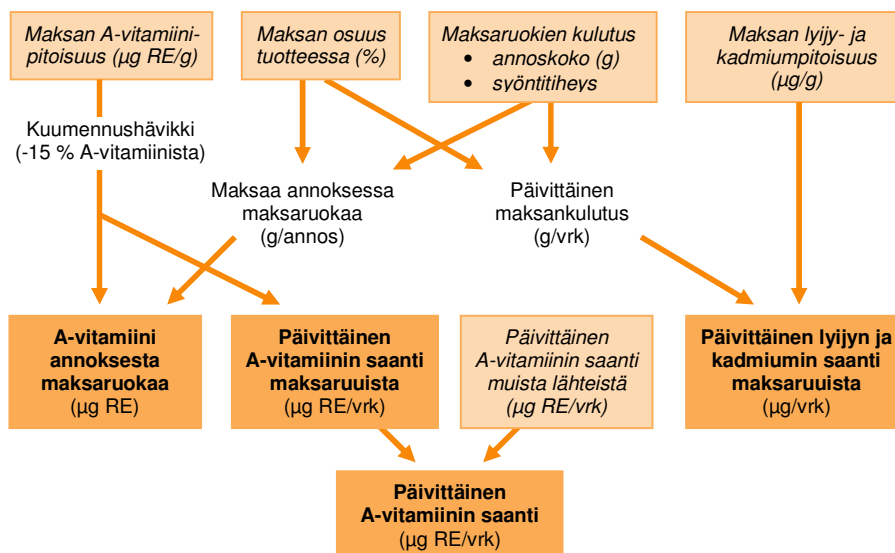 Maksan A-vitamiini-
pitoisuus (µg RE/g)
Maksan osuus
tuotteessa (%)
Maksaruokien kulutus
• annoskoko (g)
• syöntitiheys
Maksan lyijy- ja
kadmiumpitoisuus
(µg/g)
Kuumennushävikki
(-15 % A-vitamiinista)
Maksaa annoksessa
maksaruokaa
(g/annos)
Päivittäinen
maksankulutus
(g/vrk)
A-vitamiini
annoksesta
maksaruokaa
(µg RE)
Päivittäinen
A-vitamiinin saanti
maksaruuista
(µg RE/vrk)
Päivittäinen
A-vitamiinin saanti
muista lähteistä
(µg RE/vrk)
Päivittäinen lyijyn ja
kadmiumin saanti
maksaruuista
(µg/vrk)
Päivittäinen
A-vitamiinin saanti
(µg RE/vrk)